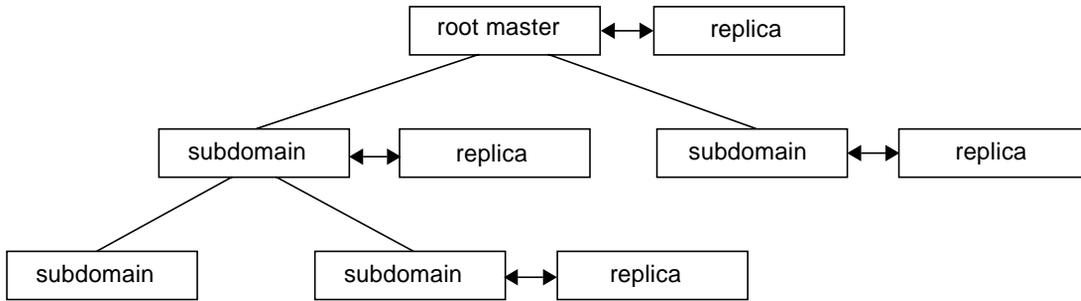 root master
replica
subdomain
replica
subdomain
replica
subdomain
subdomain
replica